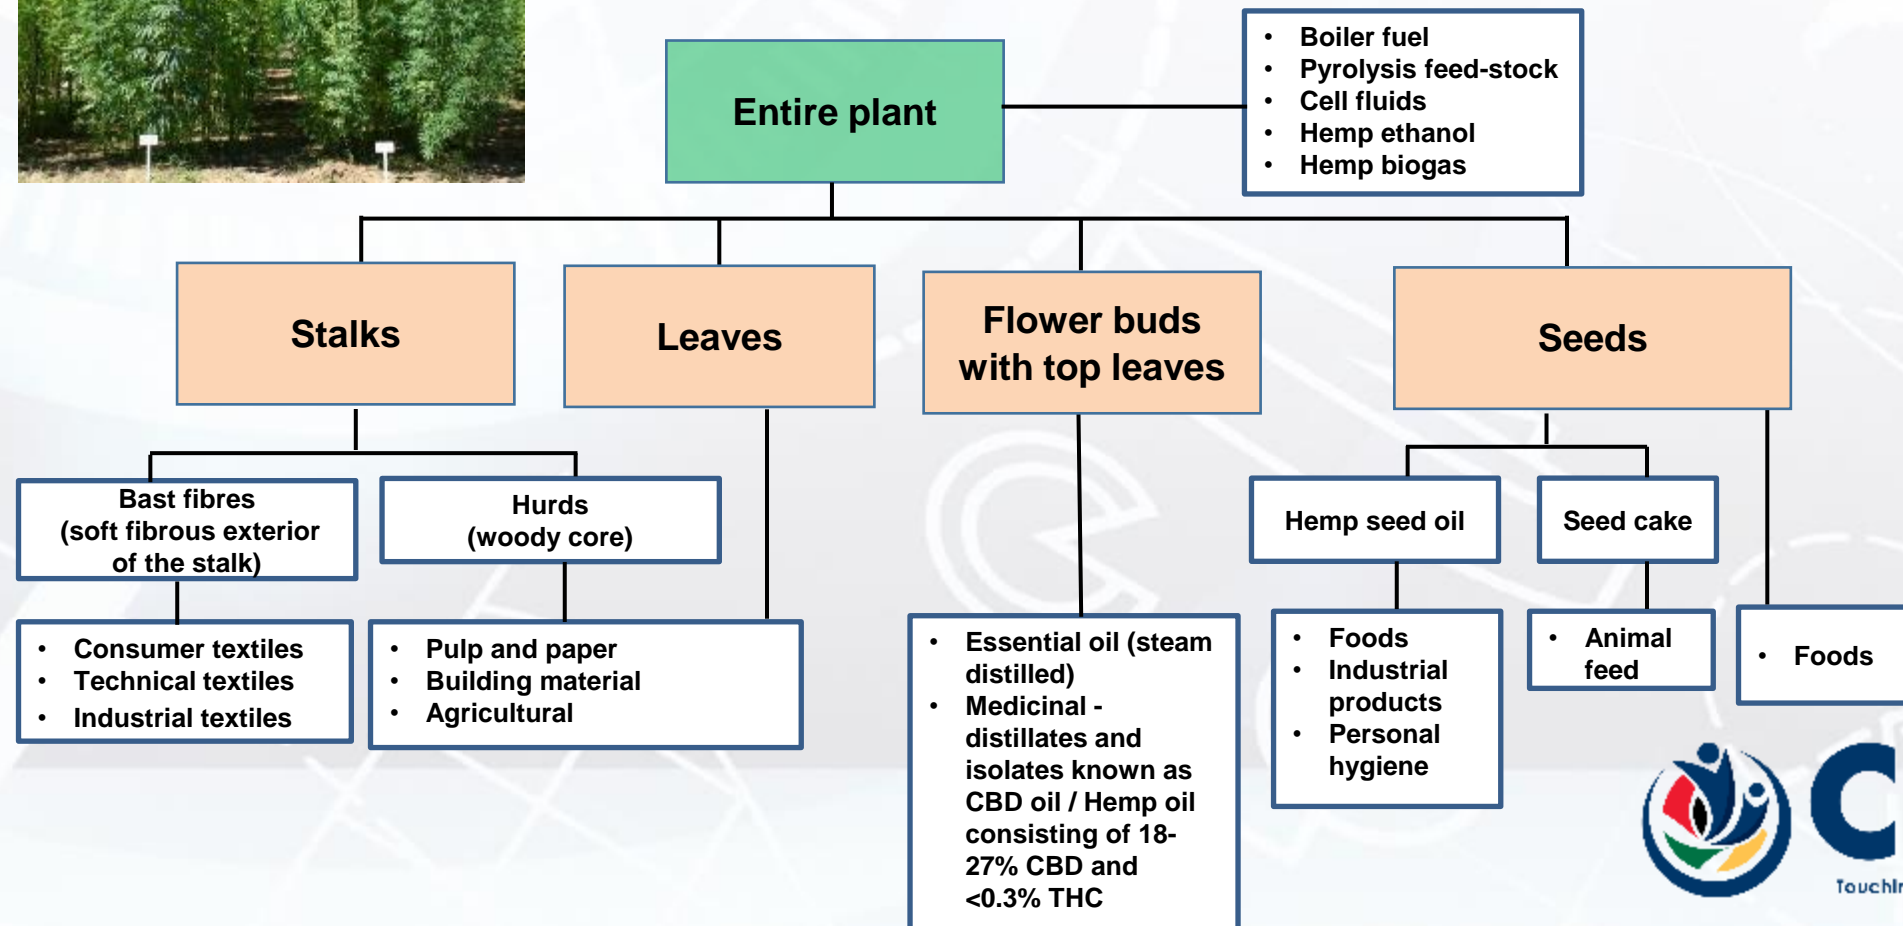 Entire plant
• Boiler fuel
• Pyrolysis feed-stock
• Cell fluids
• Hemp ethanol
• Hemp biogas
Stalks
Leaves
Flower buds
with top leaves
Seeds
Bast fibres
(soft fibrous exterior
of the stalk)
Hurds
(woody core)
Hemp seed oil
Seed cake
• Consumer textiles
• Technical textiles
• Industrial textiles
• Pulp and paper
• Building material
• Agricultural
• Essential oil (steam
distilled)
• Medicinal -
distillates and
isolates known as
CBD oil / Hemp oil
consisting of 18-
27% CBD and
<0.3% THC
• Foods
• Industrial
products
• Personal
hygiene
• Animal
feed
• Foods
C